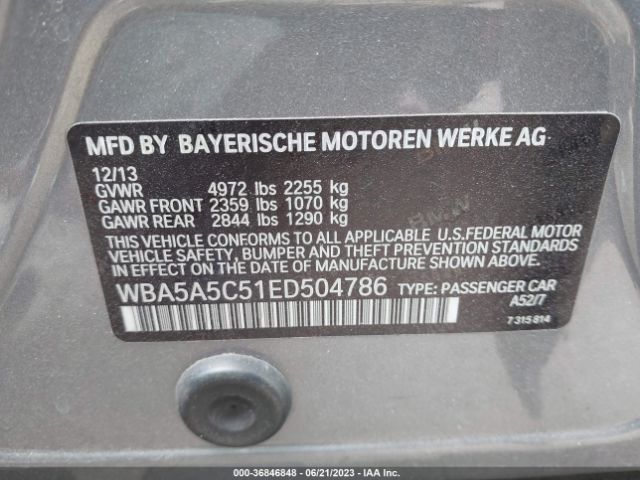 MFD BY BAYERISCHE MOTOREN WERKE AG
12/13
GVWR 4972 lbs 2255 kg
GAWR FRONT 2359 lbs 1070 kg
GAWR REAR 2844 lbs 1290 kg
THIS VEHICLE CONFORMS TO ALL APPLICABLE U.S.FEDERAL MOTOR
VEHICLE SAFETY, BUMPER AND THEFT PREVENTION STANDARDS
IN EFFECT ON THE DATE OF MANUFACTURE SHOWN ABOVE.
WBA5A5C51ED504786 TYPE: PASSENGER CAR
A52/7
7 315 814
000-36846848 - 06/21/2023 - IAA Inc.